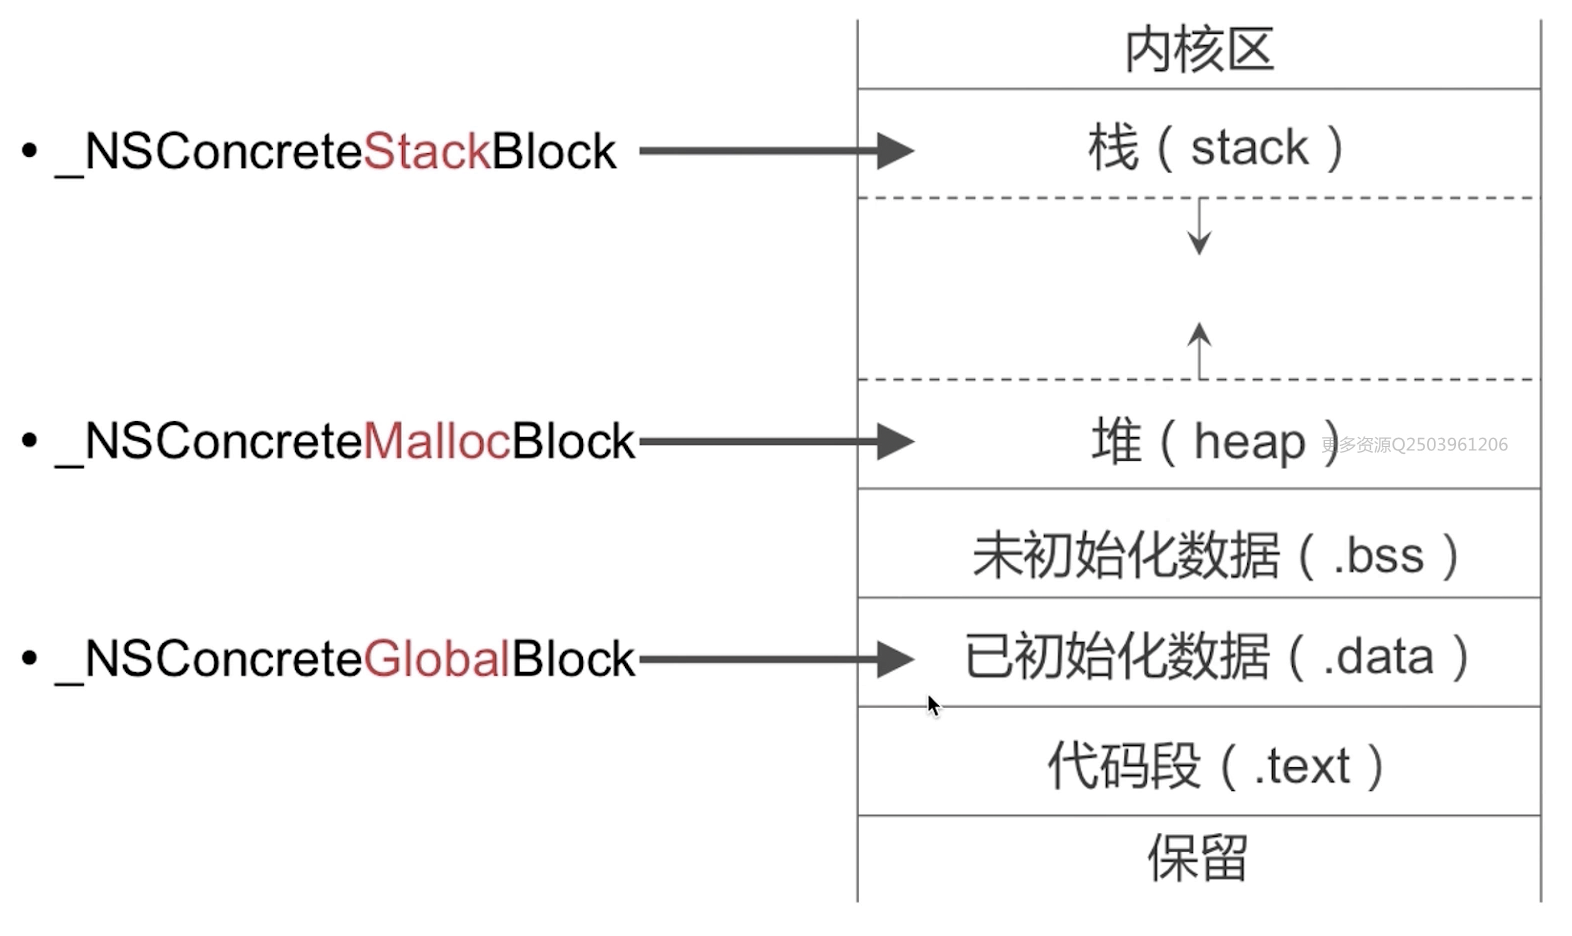 内核区
• _NSConcreteStackBlock
栈（stack）
• _NSConcreteMallocBlock
堆（heap）
更多资源Q2503961206
未初始化数据（.bss）
• _NSConcreteGlobalBlock
已初始化数据（.data）
代码段（.text）
保留